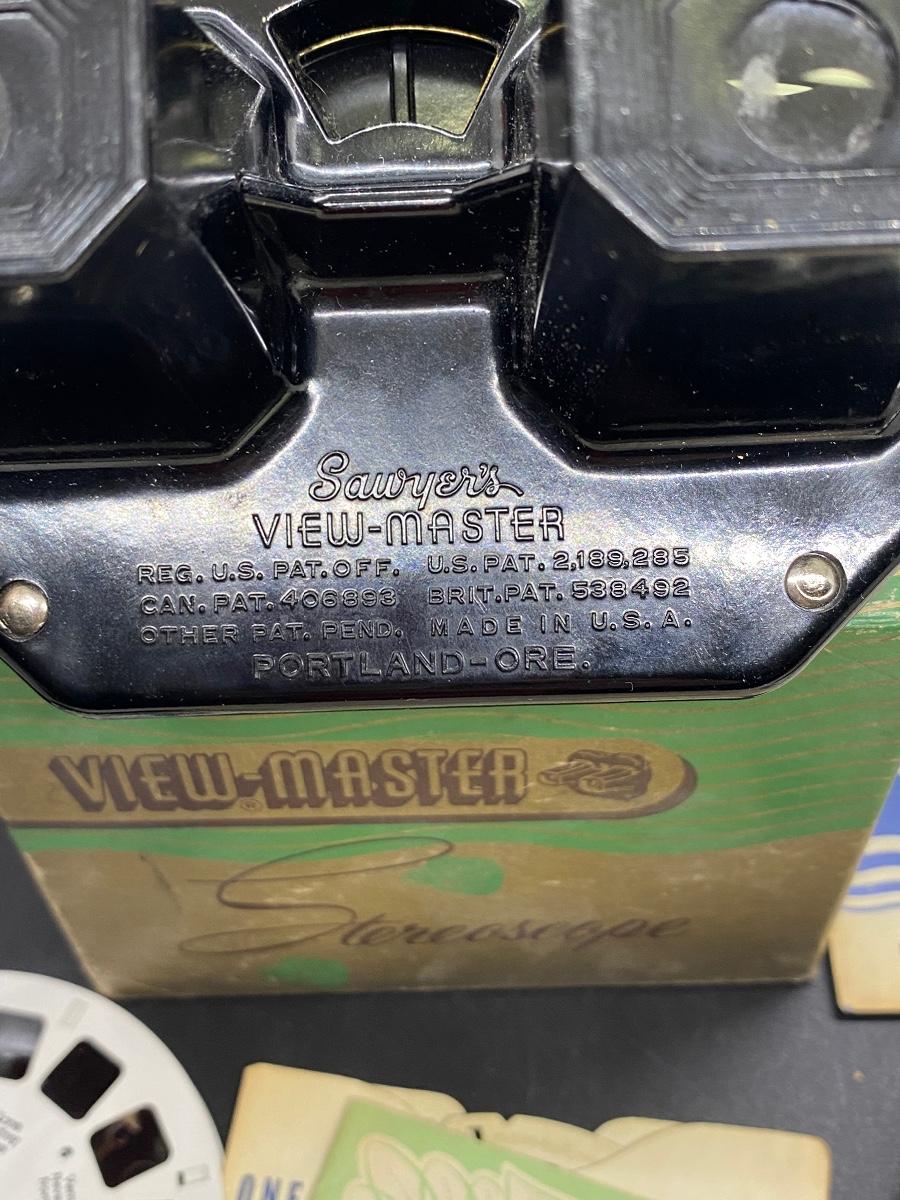 Sawyer's
VIEW-MASTER
REG. U.S. PAT. OFF. U.S. PAT. 2,189,285
CAN. PAT. 406893 BRIT. PAT. 538492
OTHER PAT. PEND. MADE IN U.S.A.
PORTLAND-ORE.
VIEW-MASTER
®
Stereoscope
ONE